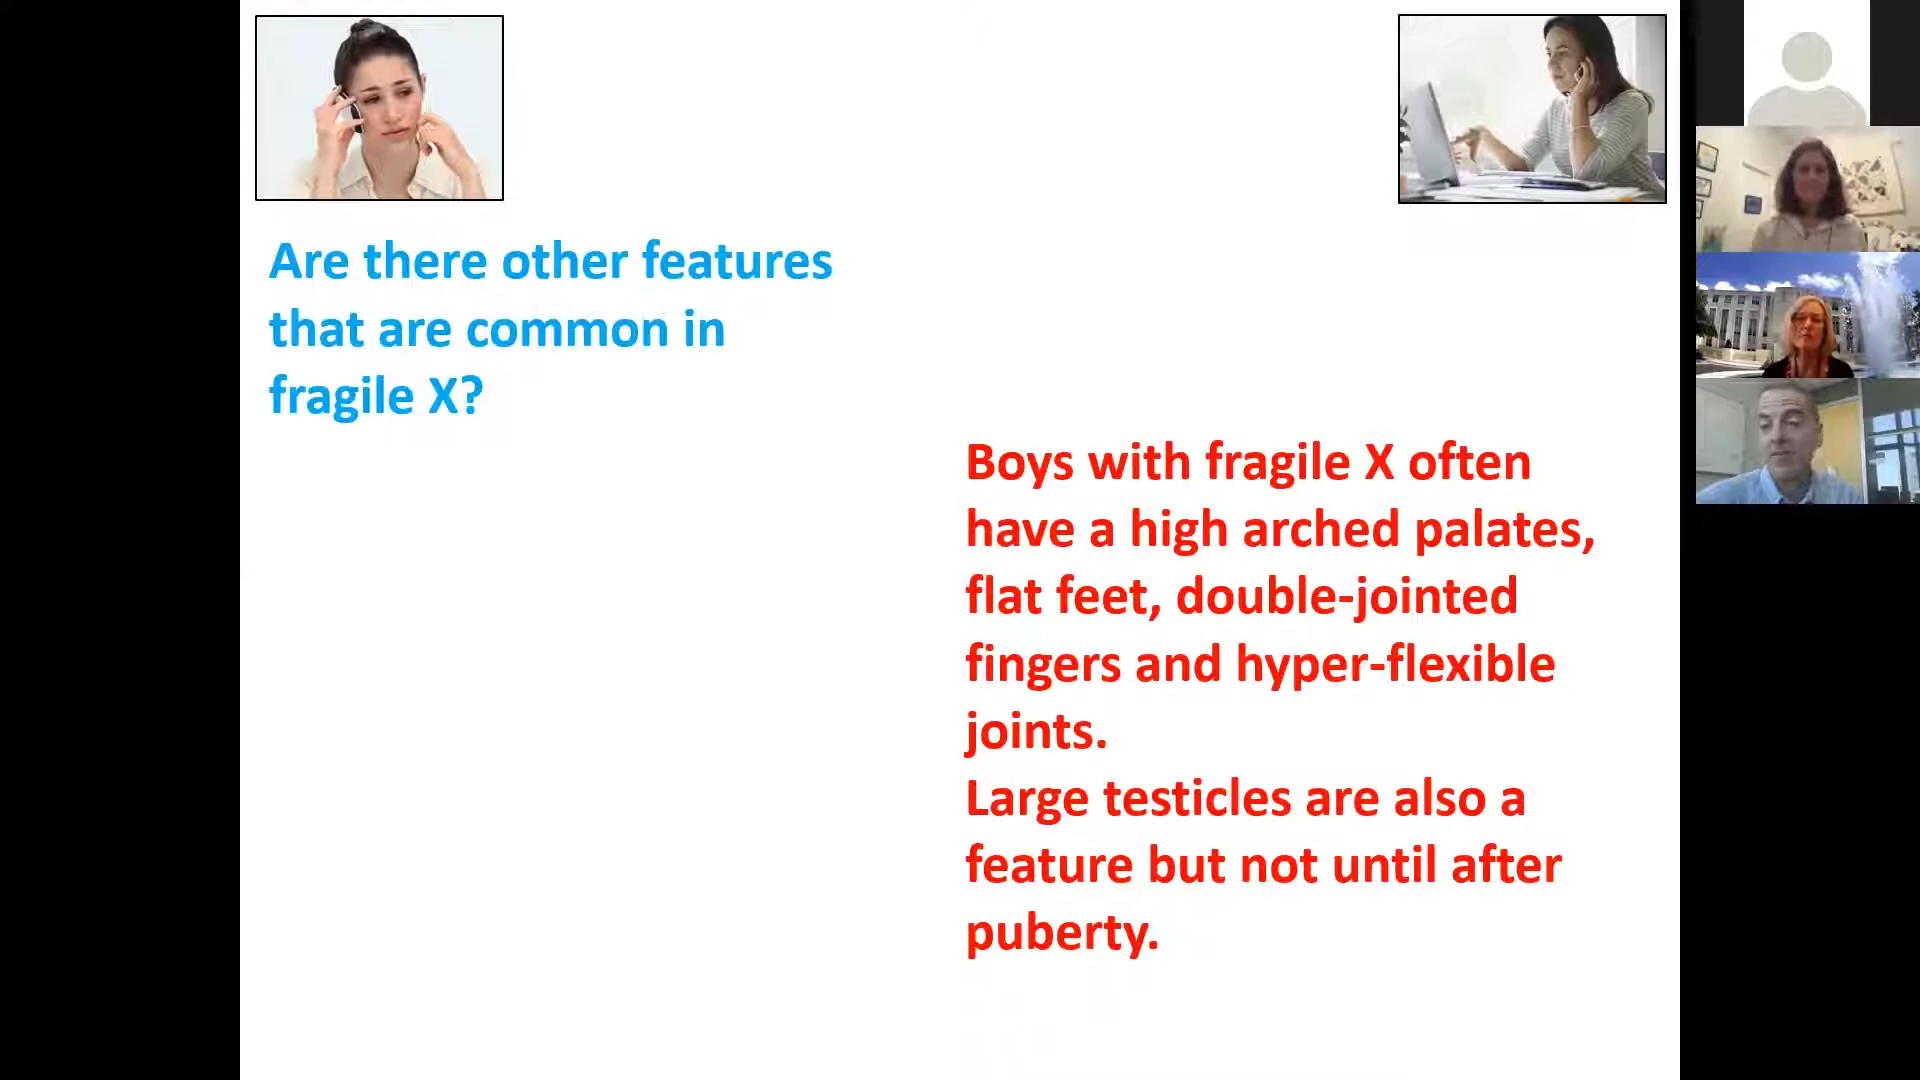 Are there other features
that are common in
fragile X?
Boys with fragile X often
have a high arched palates,
flat feet, double-jointed
fingers and hyper-flexible
joints.
Large testicles are also a
feature but not until after
puberty.